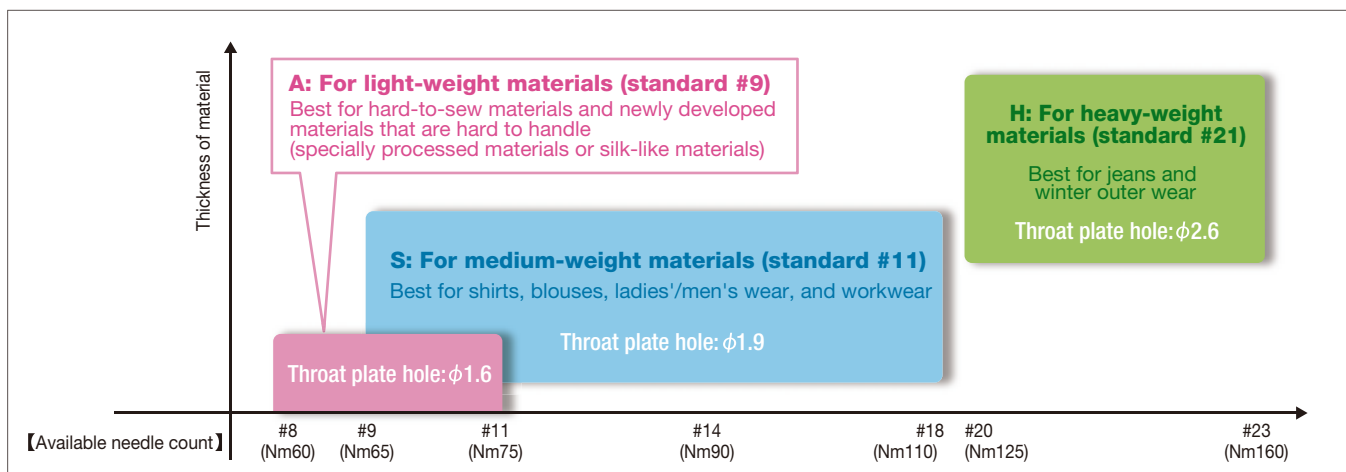 Thickness of material
A: For light-weight materials (standard #9)
Best for hard-to-sew materials and newly developed
materials that are hard to handle
(specially processed materials or silk-like materials)
H: For heavy-weight
materials (standard #21)
Best for jeans and
winter outer wear
Throat plate hole:ϕ2.6
S: For medium-weight materials (standard #11)
Best for shirts, blouses, ladies'/men's wear, and workwear
Throat plate hole:ϕ1.9
Throat plate hole:ϕ1.6
【Available needle count】
#8 #9 #11 #14 #18 #20 #23
(Nm60) (Nm65) (Nm75) (Nm90) (Nm110) (Nm125) (Nm160)